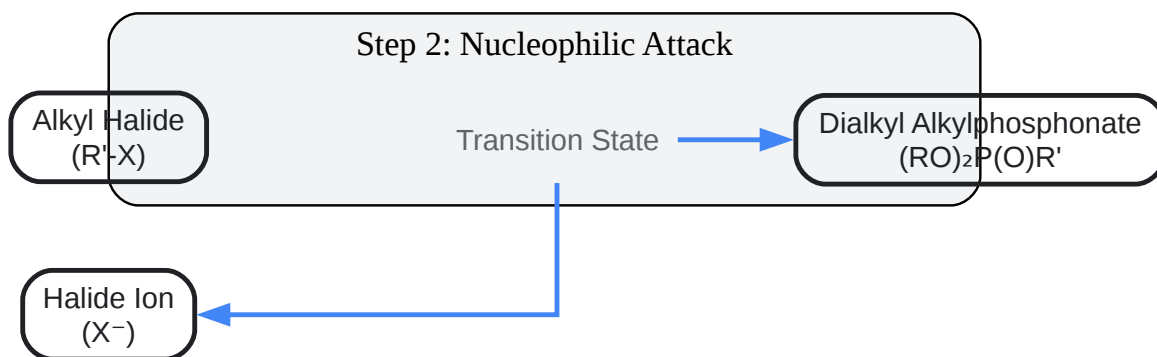 Step 2: Nucleophilic Attack
Alkyl Halide
(R'-X)
Transition State
Dialkyl Alkylphosphonate
(RO)₂P(O)R'
Halide Ion
(X⁻)